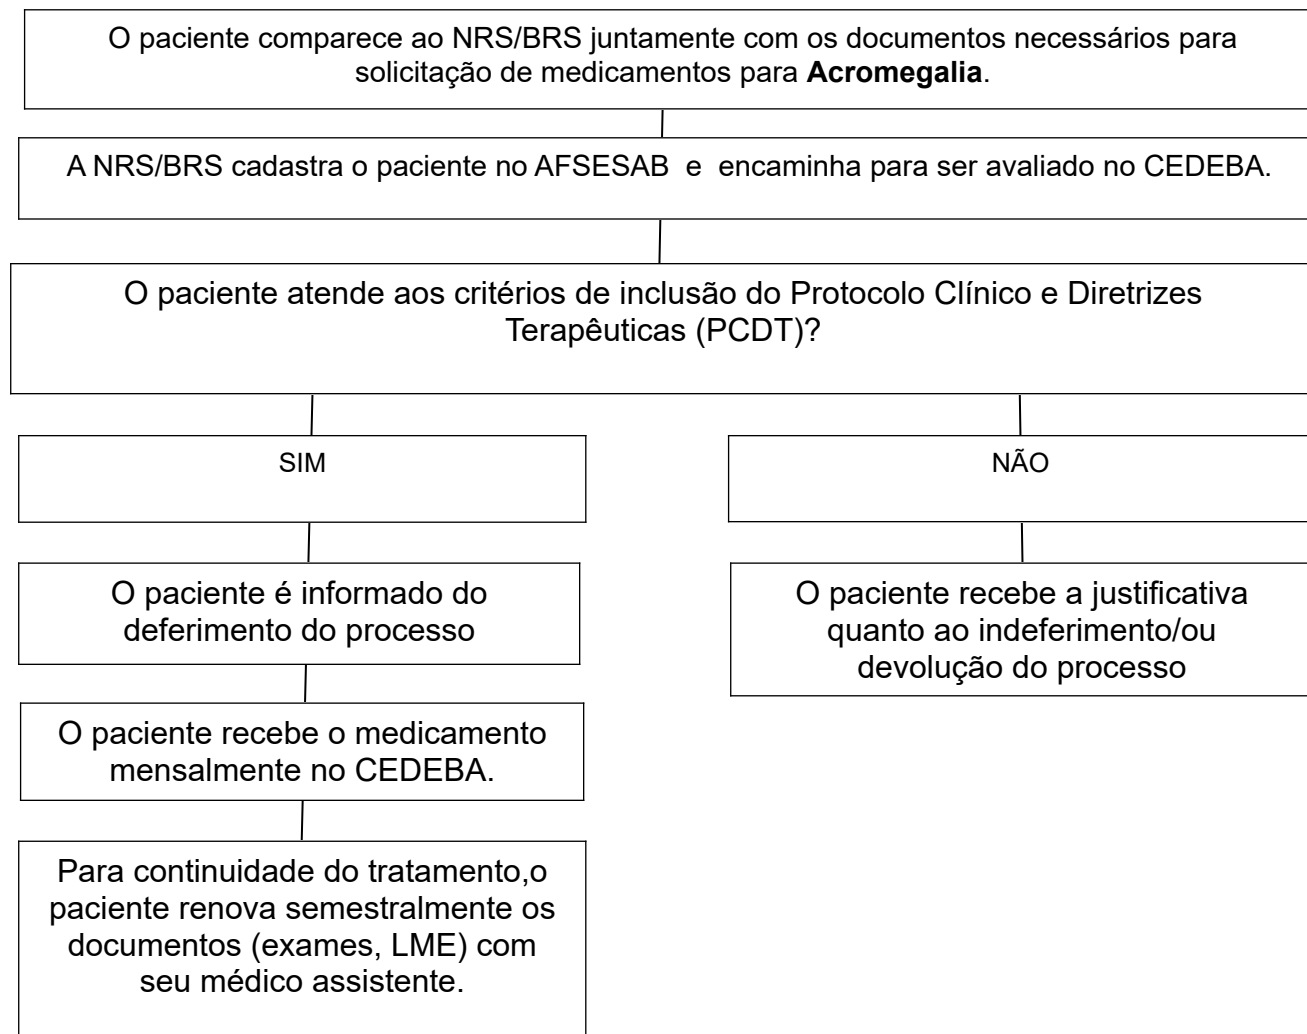 O paciente comparece ao NRS/BRS juntamente com os documentos necessários para
solicitação de medicamentos para Acromegalia.
A NRS/BRS cadastra o paciente no AFSESAB e encaminha para ser avaliado no CEDEBA.
O paciente atende aos critérios de inclusão do Protocolo Clínico e Diretrizes
Terapêuticas (PCDT)?
SIM
NÃO
O paciente é informado do
deferimento do processo
O paciente recebe a justificativa
quanto ao indeferimento/ou
devolução do processo
O paciente recebe o medicamento
mensalmente no CEDEBA.
Para continuidade do tratamento,o
paciente renova semestralmente os
documentos (exames, LME) com
seu médico assistente.